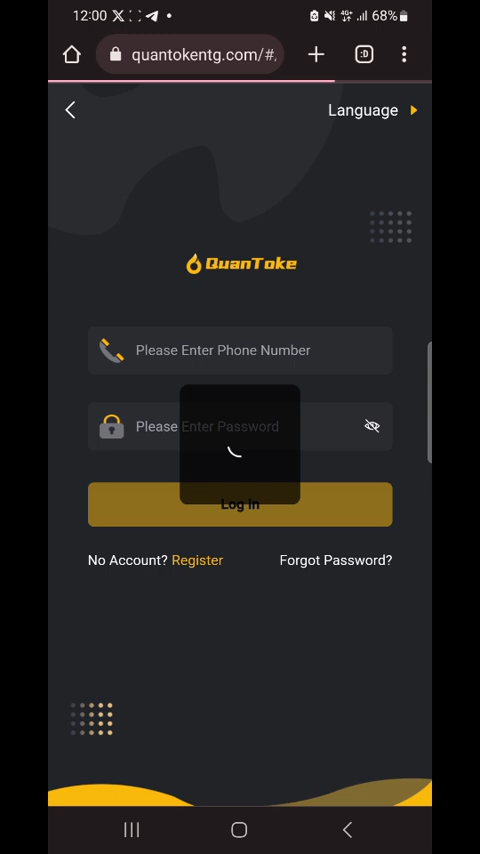 12:00
4G+
68%
quantokentg.com/#
:D
Language
QuanToke
Please Enter Phone Number
Please Enter Password
Log In
No Account? Register
Forgot Password?